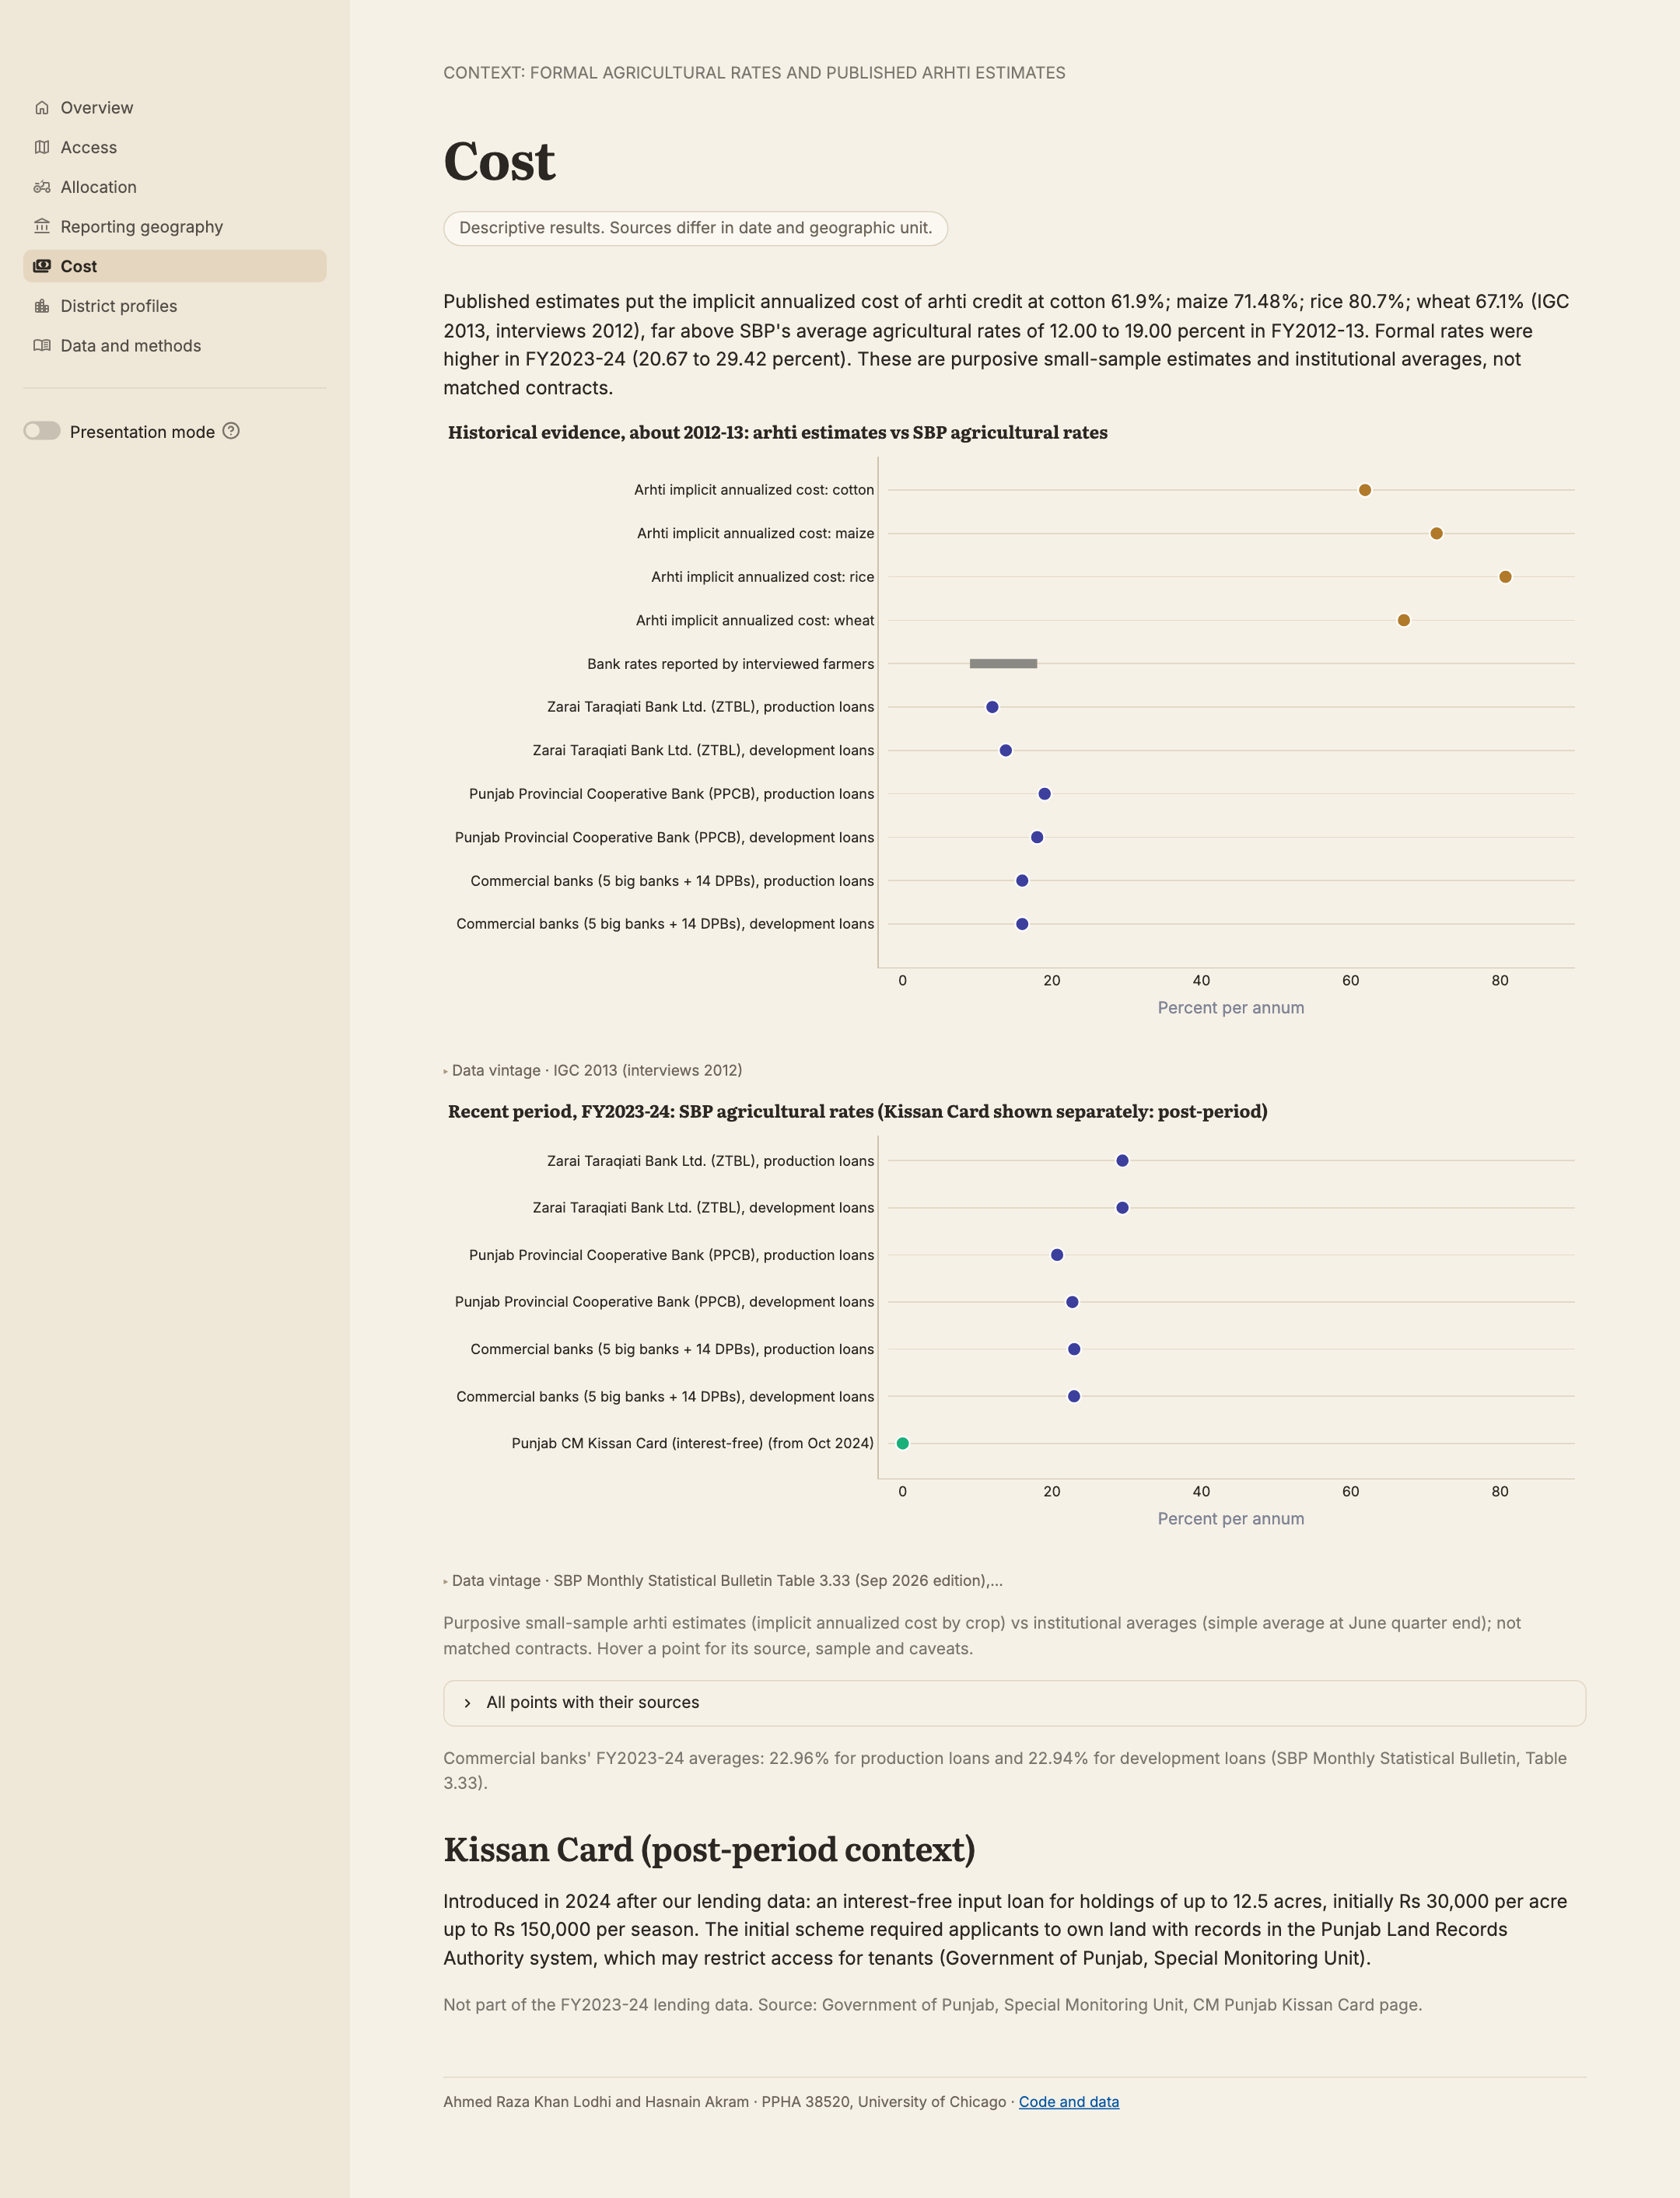 Overview
Access
Allocation
Reporting geography
Cost
District profiles
Data and methods
Presentation mode
CONTEXT: FORMAL AGRICULTURAL RATES AND PUBLISHED ARHTI ESTIMATES
Cost
Descriptive results. Sources differ in date and geographic unit.
Published estimates put the implicit annualized cost of arhti credit at cotton 61.9%; maize 71.48%; rice 80.7%; wheat 67.1% (IGC
2013, interviews 2012), far above SBP's average agricultural rates of 12.00 to 19.00 percent in FY2012-13. Formal rates were
higher in FY2023-24 (20.67 to 29.42 percent). These are purposive small-sample estimates and institutional averages, not
matched contracts.
Historical evidence, about 2012-13: arhti estimates vs SBP agricultural rates
Arhti implicit annualized cost: cotton
Arhti implicit annualized cost: maize
Arhti implicit annualized cost: rice
Arhti implicit annualized cost: wheat
Bank rates reported by interviewed farmers
Zarai Taraqiati Bank Ltd. (ZTBL), production loans
Zarai Taraqiati Bank Ltd. (ZTBL), development loans
Punjab Provincial Cooperative Bank (PPCB), production loans
Punjab Provincial Cooperative Bank (PPCB), development loans
Commercial banks (5 big banks + 14 DPBs), production loans
Commercial banks (5 big banks + 14 DPBs), development loans
0 20 40 60 80
Percent per annum
▸ Data vintage · IGC 2013 (interviews 2012)
Recent period, FY2023-24: SBP agricultural rates (Kissan Card shown separately: post-period)
Zarai Taraqiati Bank Ltd. (ZTBL), production loans
Zarai Taraqiati Bank Ltd. (ZTBL), development loans
Punjab Provincial Cooperative Bank (PPCB), production loans
Punjab Provincial Cooperative Bank (PPCB), development loans
Commercial banks (5 big banks + 14 DPBs), production loans
Commercial banks (5 big banks + 14 DPBs), development loans
Punjab CM Kissan Card (interest-free) (from Oct 2024)
0 20 40 60 80
Percent per annum
▸ Data vintage · SBP Monthly Statistical Bulletin Table 3.33 (Sep 2026 edition),...
Purposive small-sample arhti estimates (implicit annualized cost by crop) vs institutional averages (simple average at June quarter end); not
matched contracts. Hover a point for its source, sample and caveats.
All points with their sources
Commercial banks' FY2023-24 averages: 22.96% for production loans and 22.94% for development loans (SBP Monthly Statistical Bulletin, Table
3.33).
Kissan Card (post-period context)
Introduced in 2024 after our lending data: an interest-free input loan for holdings of up to 12.5 acres, initially Rs 30,000 per acre
up to Rs 150,000 per season. The initial scheme required applicants to own land with records in the Punjab Land Records
Authority system, which may restrict access for tenants (Government of Punjab, Special Monitoring Unit).
Not part of the FY2023-24 lending data. Source: Government of Punjab, Special Monitoring Unit, CM Punjab Kissan Card page.
Ahmed Raza Khan Lodhi and Hasnain Akram · PPHA 38520, University of Chicago · Code and data